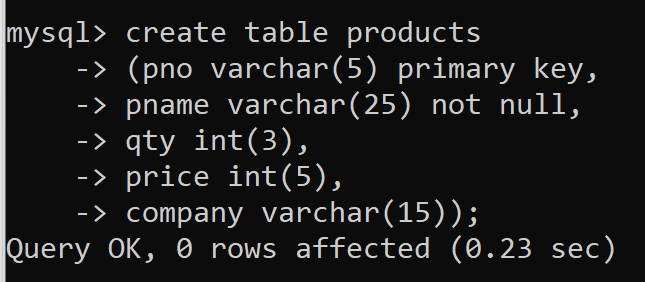 mysql> create table products
-> (pno varchar(5) primary key,
-> pname varchar(25) not null,
-> qty int(3),
-> price int(5),
-> company varchar(15));
Query OK, 0 rows affected (0.23 sec)